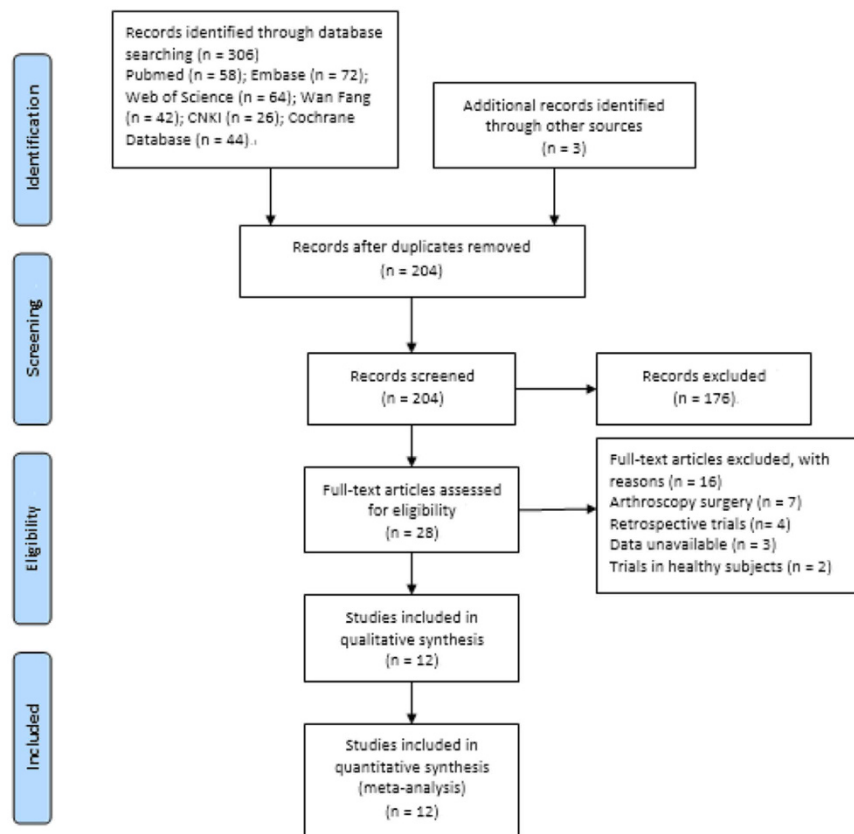 Identification
Records identified through database
searching (n = 306)
Pubmed (n = 58); Embase (n = 72);
Web of Science (n = 64); Wan Fang
(n = 42); CNKI (n = 26); Cochrane
Database (n = 44).
Additional records identified
through other sources
(n = 3)
Records after duplicates removed
(n = 204)
Screening
Records screened
(n = 204)
Records excluded
(n = 176)
Eligibility
Full-text articles assessed
for eligibility
(n = 28)
Full-text articles excluded, with
reasons (n = 16)
Arthroscopy surgery (n = 7)
Retrospective trials (n= 4)
Data unavailable (n = 3)
Trials in healthy subjects (n = 2)
Studies included in
qualitative synthesis
(n = 12)
Included
Studies included in
quantitative synthesis
(meta-analysis)
(n = 12)